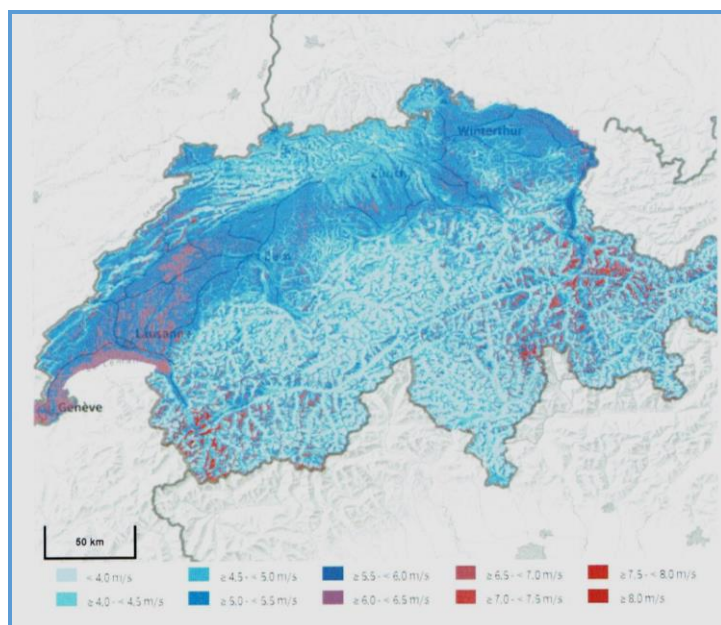 Winterthur
Lausanne
Genève
50 km
< 4.0 m/s
≥ 4,0 - < 4,5 m/s
≥ 4,5 - < 5.0 m/s
≥ 5.0 - < 5.5 m/s
≥ 5.5 - < 6.0 m/s
≥ 6.0 - < 6.5 m/s
≥ 6.5 - < 7.0 m/s
≥ 7.0 - < 7.5 m/s
≥ 7.5 - < 8.0 m/s
≥ 8.0 m/s